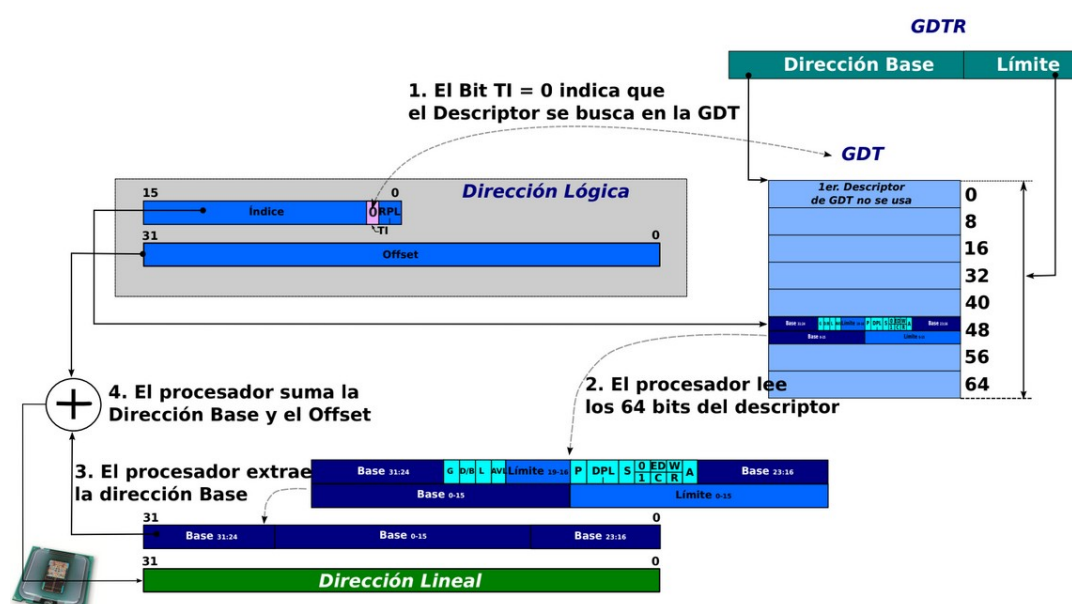 GDTR
Dirección Base Límite
1. El Bit TI = 0 indica que
el Descriptor se busca en la GDT
GDT
15 0
Dirección Lógica
Índice 0 RPL
TI
31 0
Offset
1er. Descriptor
de GDT no se usa
0
8
16
32
40
48
56
64
2. El procesador lee
los 64 bits del descriptor
4. El procesador suma la
Dirección Base y el Offset
3. El procesador extrae
la dirección Base
Base 31:24 G D/B L AVL Límite 19-16 P DPL S 0 ED W A Base 23:16
1 C R
Base 0-15 Límite 0-15
31 0
Base 31:24 Base 0-15 Base 23:16
31 0
Dirección Lineal